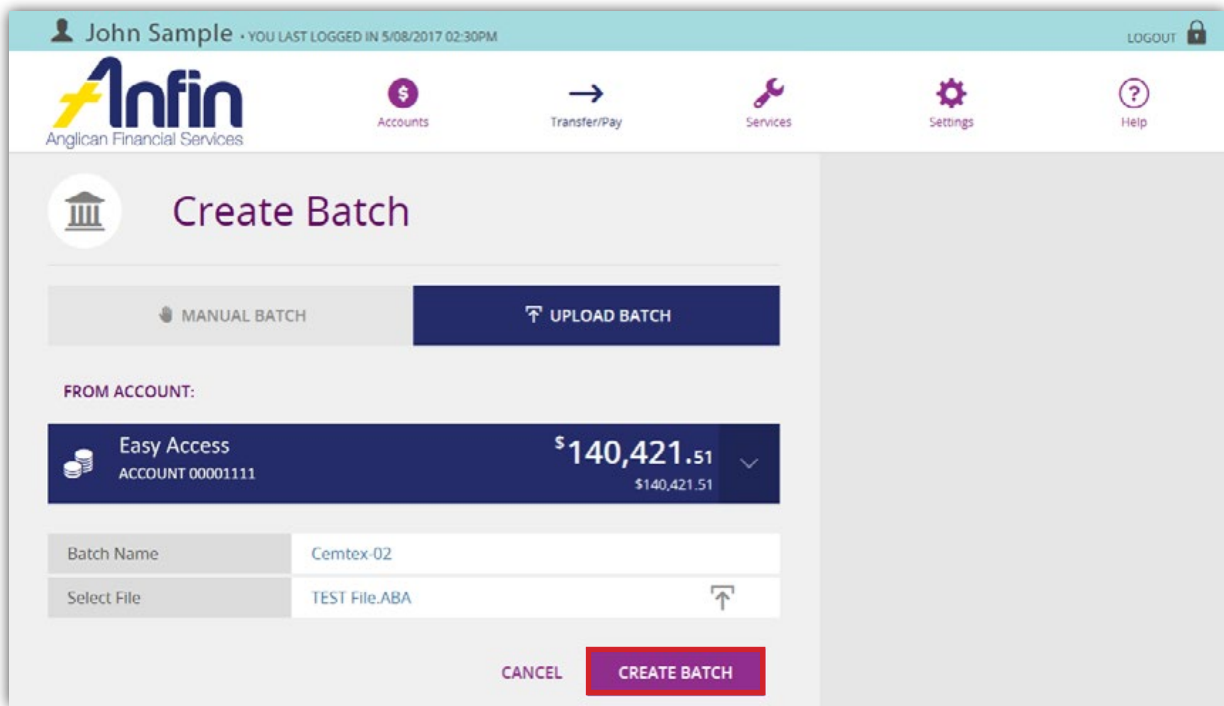 John Sample • YOU LAST LOGGED IN 5/08/2017 02:30PM LOGOUT
Anfin
Anglican Financial Services
$ Accounts Transfer/Pay Services Settings ? Help
Create Batch
MANUAL BATCH UPLOAD BATCH
FROM ACCOUNT:
Easy Access $140,421.51
ACCOUNT 00001111 $140,421.51
Batch Name Cemtex-02
Select File TEST File.ABA
CANCEL CREATE BATCH